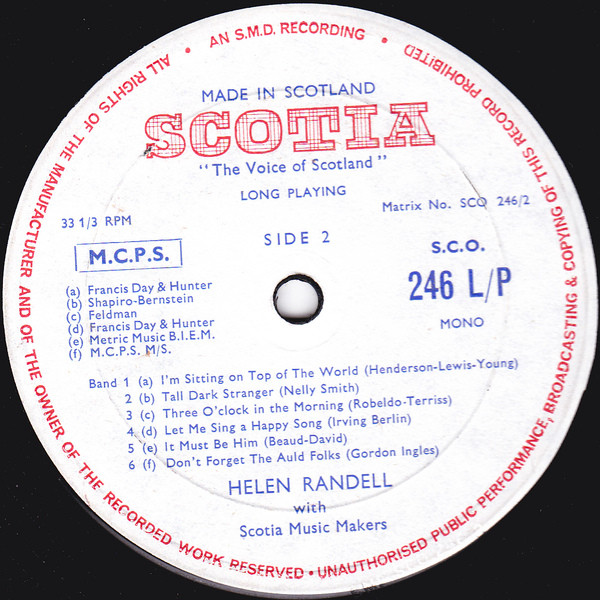 ALL RIGHTS OF THE MANUFACTURER AND OF THE OWNER OF THE RECORDED WORK RESERVED • UNAUTHORISED PUBLIC PERFORMANCE, BROADCASTING & COPYING OF THIS RECORD PROHIBITED •
AN S.M.D. RECORDING •
MADE IN SCOTLAND
SCOTIA
"The Voice of Scotland"
LONG PLAYING
33 1/3 RPM
Matrix No. SCO 246/2
SIDE 2
M.C.P.S.
S.C.O.
246 L/P
MONO
(a) Francis Day & Hunter
(b) Shapiro-Bernstein
(c) Feldman
(d) Francis Day & Hunter
(e) Metric Music B.I.E.M.
(f) M.C.P.S. M/S.
Band 1 (a) I'm Sitting on Top of The World (Henderson-Lewis-Young)
2 (b) Tall Dark Stranger (Nelly Smith)
3 (c) Three O'clock in the Morning (Robeldo-Terriss)
4 (d) Let Me Sing a Happy Song (Irving Berlin)
5 (e) It Must Be Him (Beaud-David)
6 (f) Don't Forget The Auld Folks (Gordon Ingles)
HELEN RANDELL
with
Scotia Music Makers